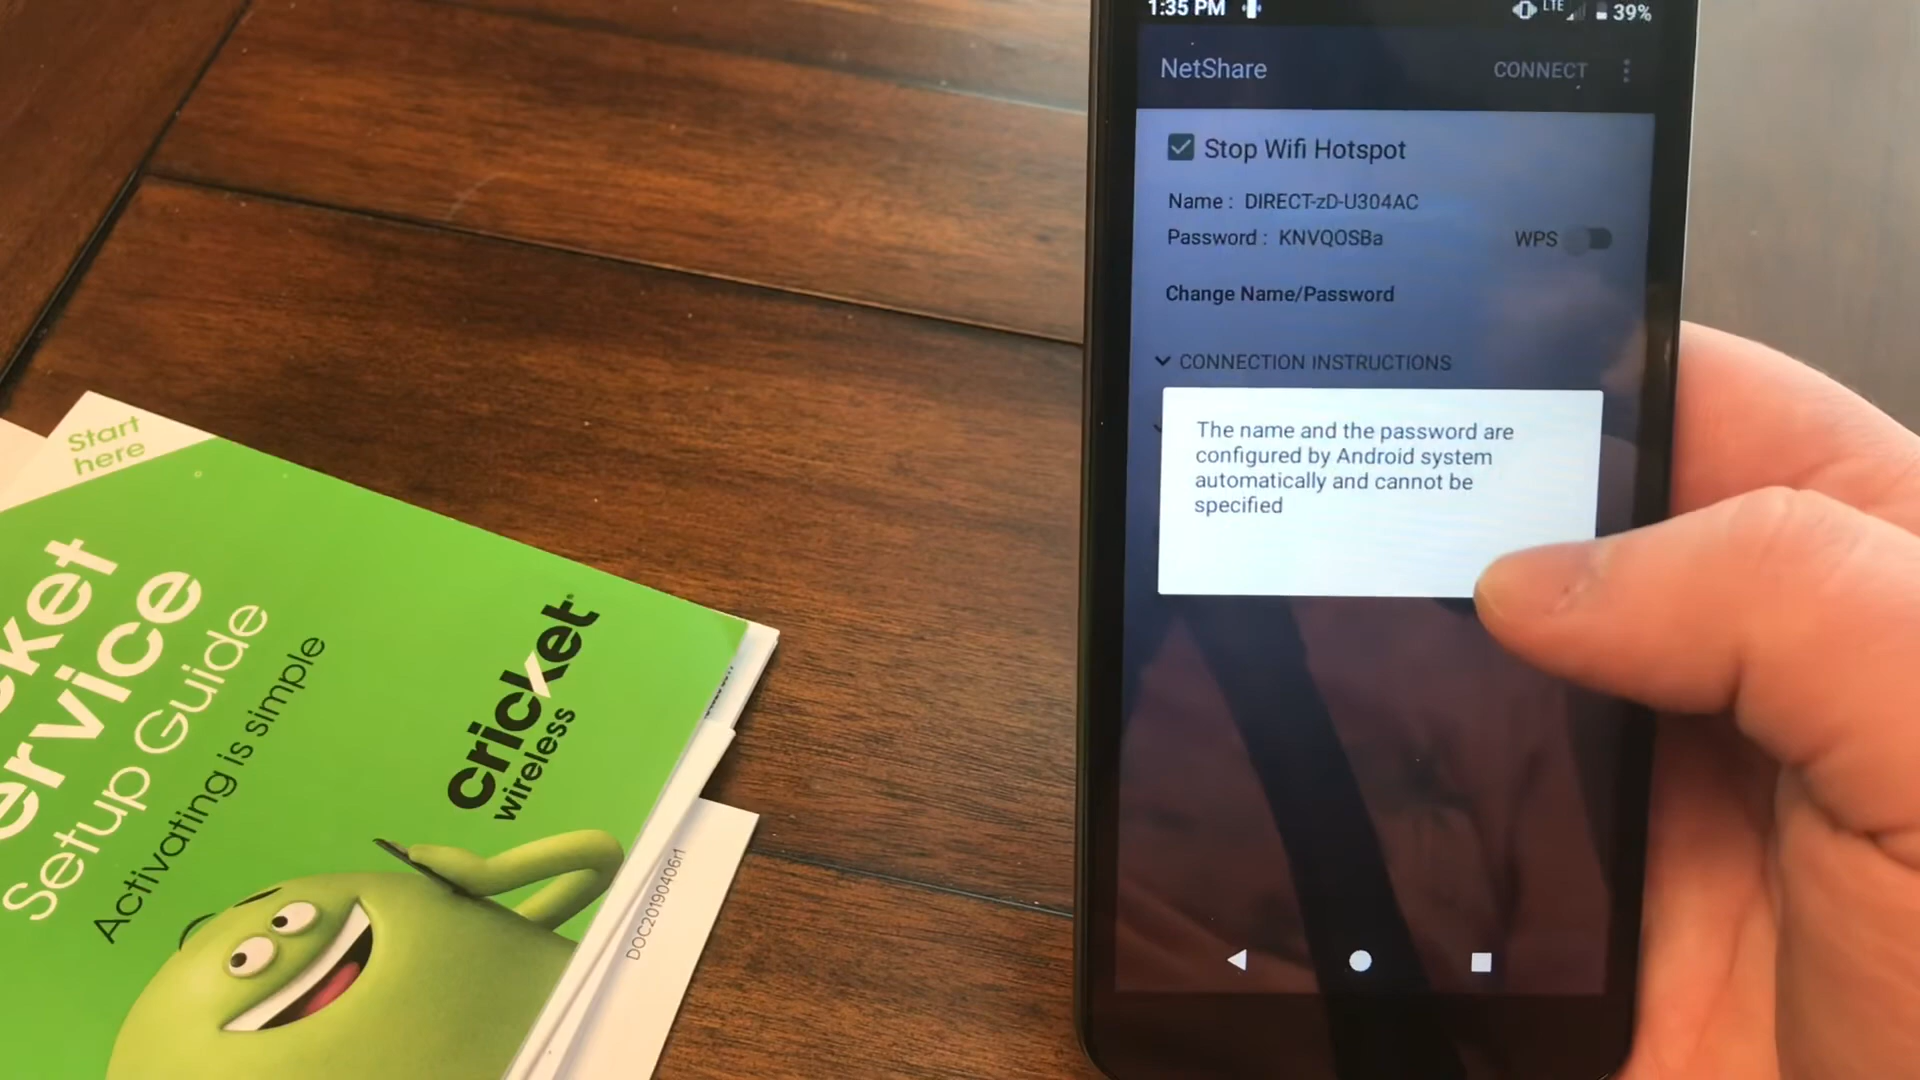 1:35 PM
LTE
39%
NetShare
CONNECT
Stop Wifi Hotspot
Name : DIRECT-zD-U304AC
Password : KNVQOSBa
WPS
Change Name/Password
CONNECTION INSTRUCTIONS
The name and the password are
configured by Android system
automatically and cannot be
specified
Start
here
Setup Guide
Activating is simple
cricket
wireless
DOC20190406r1